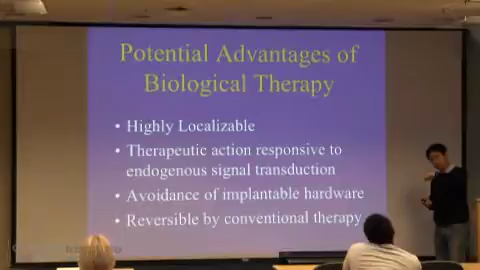 Potential Advantages of
Biological Therapy
• Highly Localizable
• Therapeutic action responsive to
endogenous signal transduction
• Avoidance of implantable hardware
• Reversible by conventional therapy